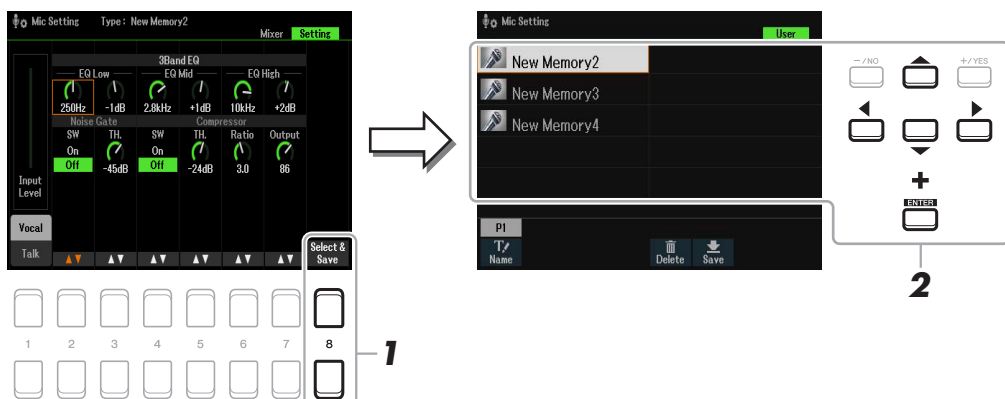 Mic Setting Type : New Memory2
Mixer Setting
3Band EQ
EQ Low EQ Mid EQ High
250Hz -1dB 2.8kHz +1dB 10kHz +2dB
Noise Gate Compressor
SW TH. SW TH. Ratio Output
On On
Off -45dB Off -24dB 3.0 86
Input
Level
Vocal
Talk
Select &
Save
1 2 3 4 5 6 7 8
1
Mic Setting
User
New Memory2
New Memory3
New Memory4
P1
Name Delete Save
-/NO +/YES
+
ENTER
2